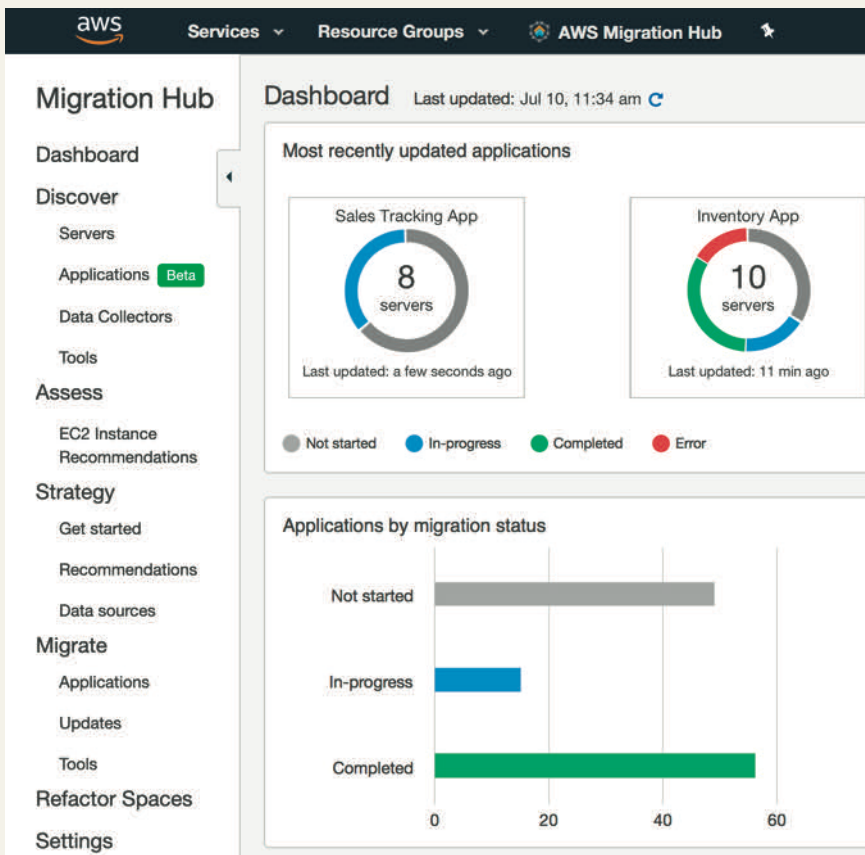 aws
Services
Resource Groups
AWS Migration Hub
Migration Hub
Dashboard
Discover
Servers
Applications Beta
Data Collectors
Tools
Assess
EC2 Instance
Recommendations
Strategy
Get started
Recommendations
Data sources
Migrate
Applications
Updates
Tools
Refactor Spaces
Settings
Dashboard Last updated: Jul 10, 11:34 am
Most recently updated applications
Sales Tracking App
8
servers
Last updated: a few seconds ago
Inventory App
10
servers
Last updated: 11 min ago
Not started In-progress Completed Error
Applications by migration status
Not started
In-progress
Completed
0 20 40 60